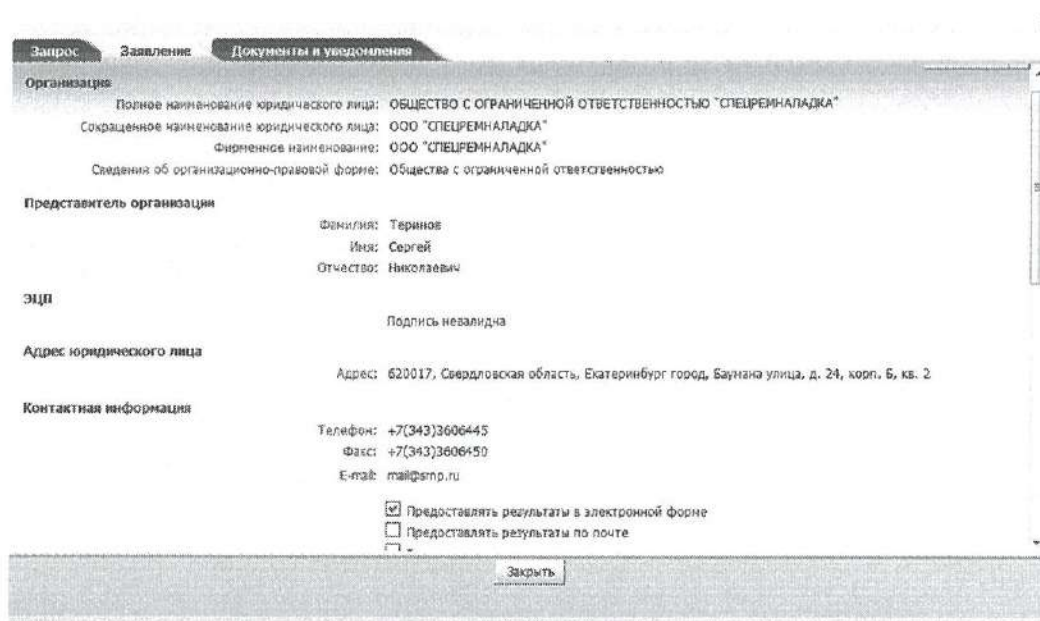 Запрос Заявление Документы и уведомления
Организация
Полное наименование юридического лица: ОБЩЕСТВО С ОГРАНИЧЕННОЙ ОТВЕТСТВЕННОСТЬЮ "СПЕЦРЕМНАЛАДКА"
Сокращенное наименование юридического лица: ООО "СПЕЦРЕМНАЛАДКА"
Фирменное наименование: ООО "СПЕЦРЕМНАЛАДКА"
Сведения об организационно-правовой форме: Общества с ограниченной ответственностью
Представитель организации
Фамилия: Теринов
Имя: Сергей
Отчество: Николаевич
ЭЦП
Подпись невалидна
Адрес юридического лица
Адрес: 620017, Свердловская область, Екатеринбург город, Баумана улица, д. 24, корп. Б, кв. 2
Контактная информация
Телефон: +7(343)3606445
Факс: +7(343)3606450
E-mail: mail@srnp.ru
Предоставлять результаты в электронной форме
Предоставлять результаты по почте
Закрыть